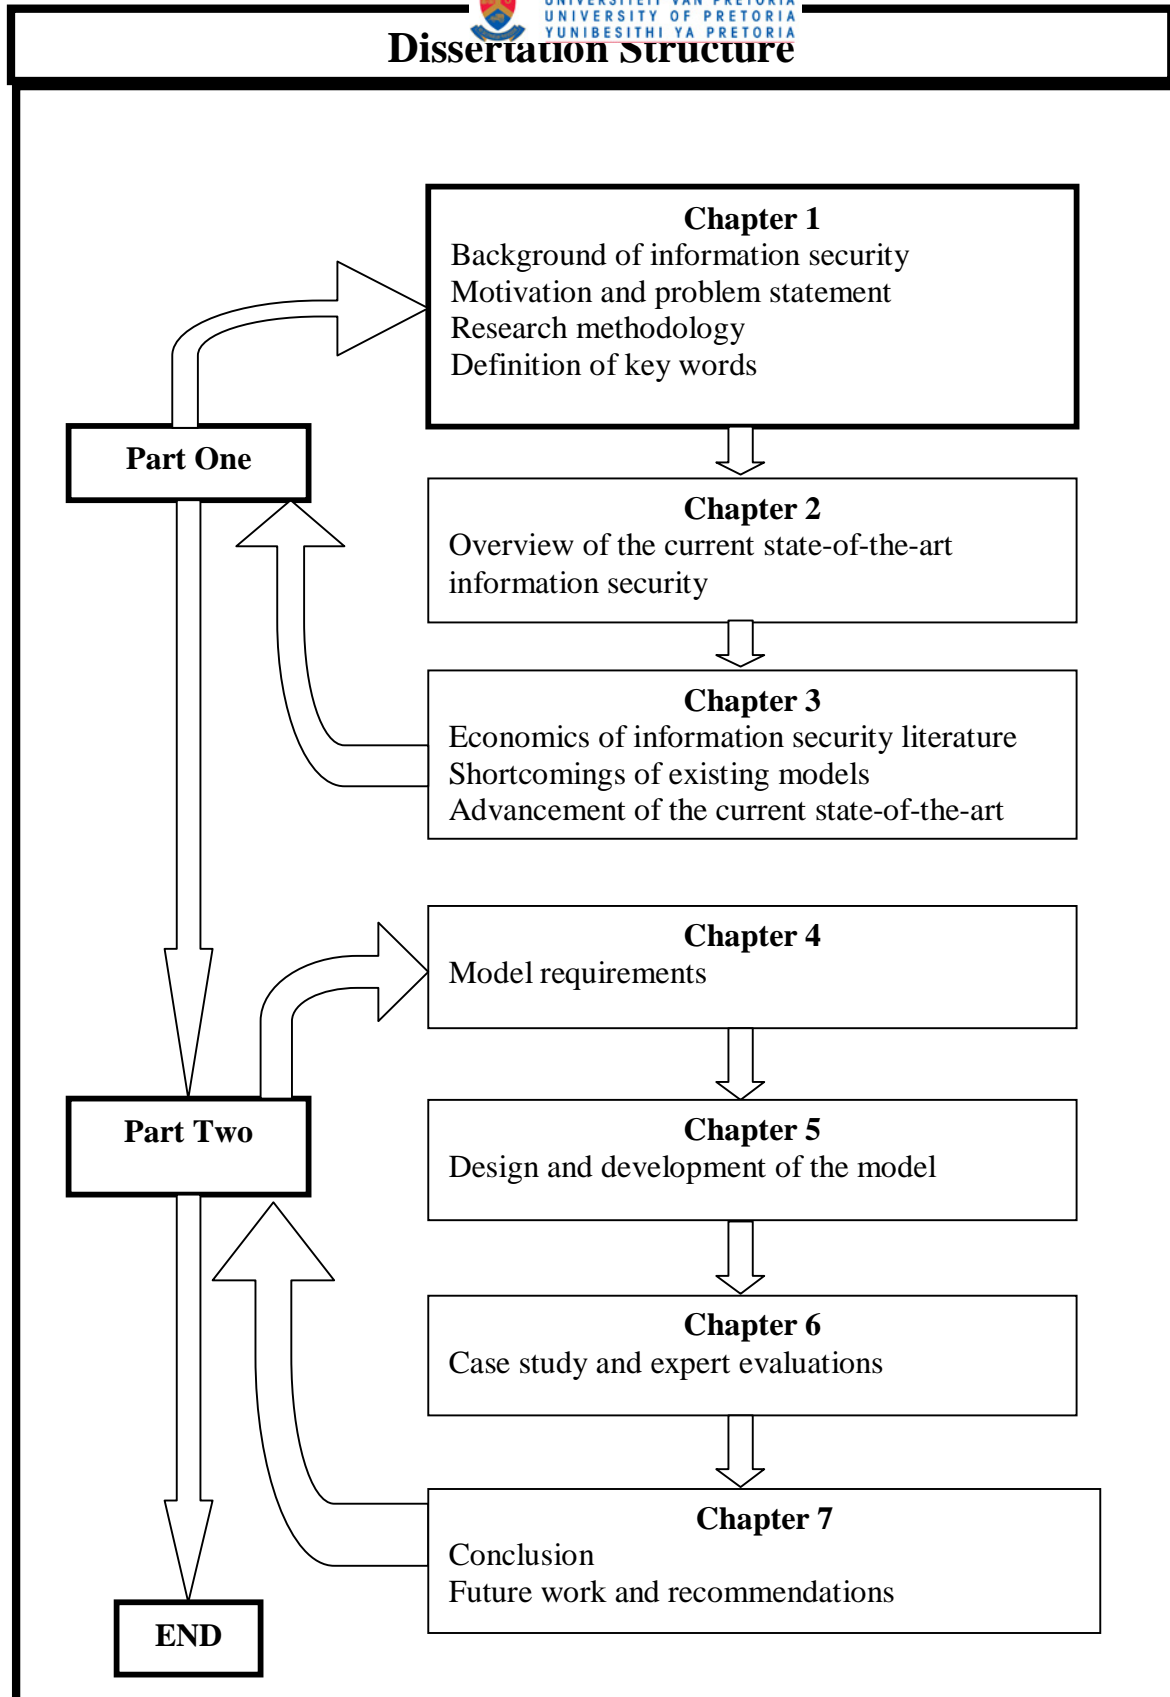 UNIVERSITEIT VAN PRETORIA
UNIVERSITY OF PRETORIA
YUNIBESITHI YA PRETORIA
Dissertation Structure
Chapter 1
Background of information security
Motivation and problem statement
Research methodology
Definition of key words
Part One
Chapter 2
Overview of the current state-of-the-art
information security
Chapter 3
Economics of information security literature
Shortcomings of existing models
Advancement of the current state-of-the-art
Chapter 4
Model requirements
Part Two
Chapter 5
Design and development of the model
Chapter 6
Case study and expert evaluations
Chapter 7
Conclusion
Future work and recommendations
END